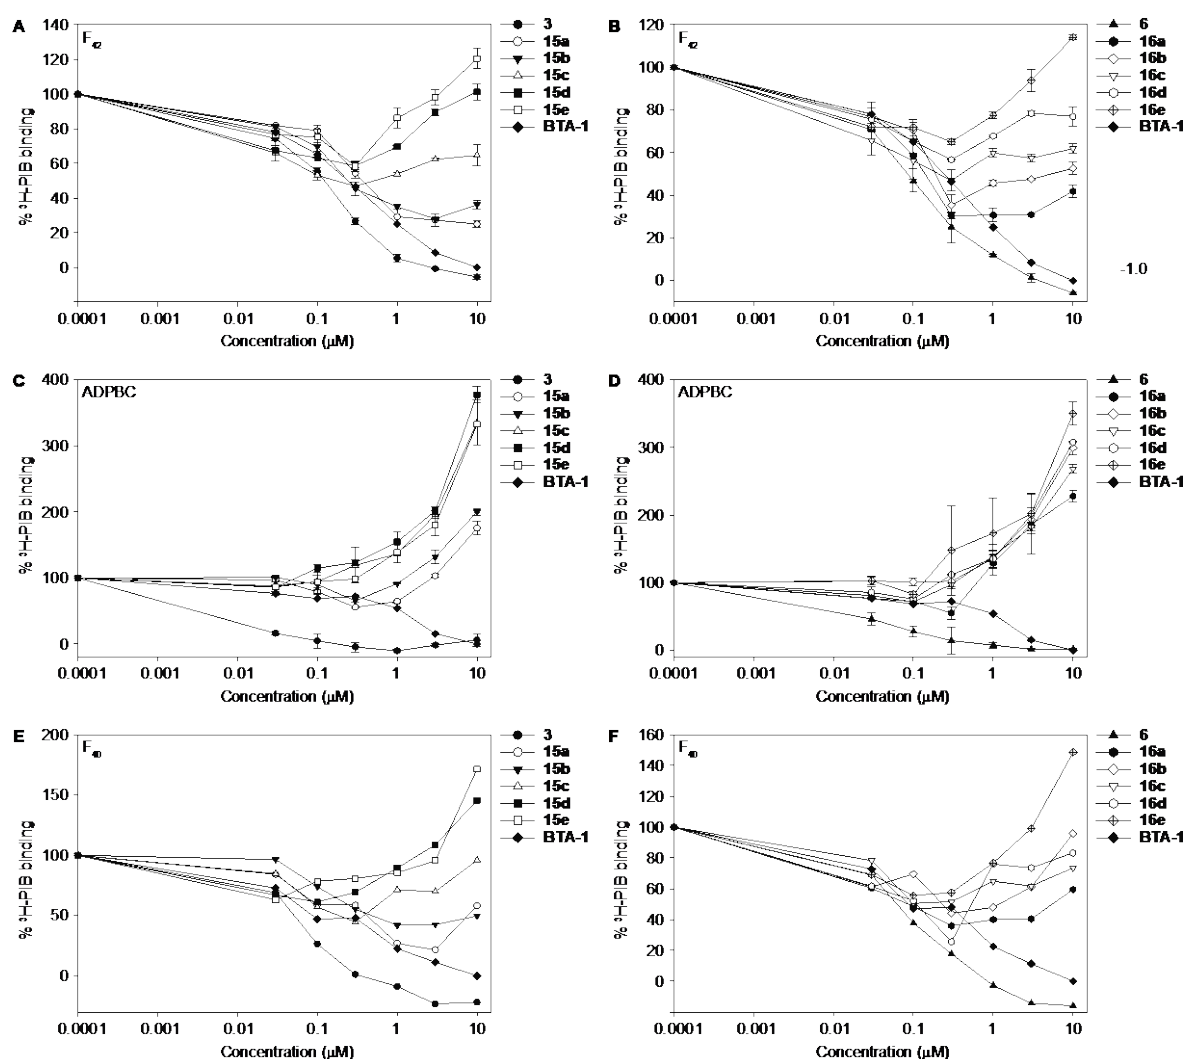 A
F42
% ³H-PIB binding
140
120
100
80
60
40
20
0
0.0001
0.001
0.01
0.1
1
10
Concentration (µM)
3
15a
15b
15c
15d
15e
BTA-1
B
F42
% ³H-PIB binding
120
100
80
60
40
20
0
0.0001
0.001
0.01
0.1
1
10
Concentration (µM)
6
16a
16b
16c
16d
16e
BTA-1
-1.0
C
ADPBC
% ³H-PIB binding
400
300
200
100
0
0.0001
0.001
0.01
0.1
1
10
Concentration (µM)
3
15a
15b
15c
15d
15e
BTA-1
D
ADPBC
% ³H-PIB binding
400
300
200
100
0
0.0001
0.001
0.01
0.1
1
10
Concentration (µM)
6
16a
16b
16c
16d
16e
BTA-1
E
% ³H-PIB binding
200
150
100
50
0
0.0001
0.001
0.01
0.1
1
10
Concentration (µM)
3
15a
15b
15c
15d
15e
BTA-1
F
% ³H-PIB binding
160
140
120
100
80
60
40
20
0
0.0001
0.001
0.01
0.1
1
10
Concentration (µM)
6
16a
16b
16c
16d
16e
BTA-1